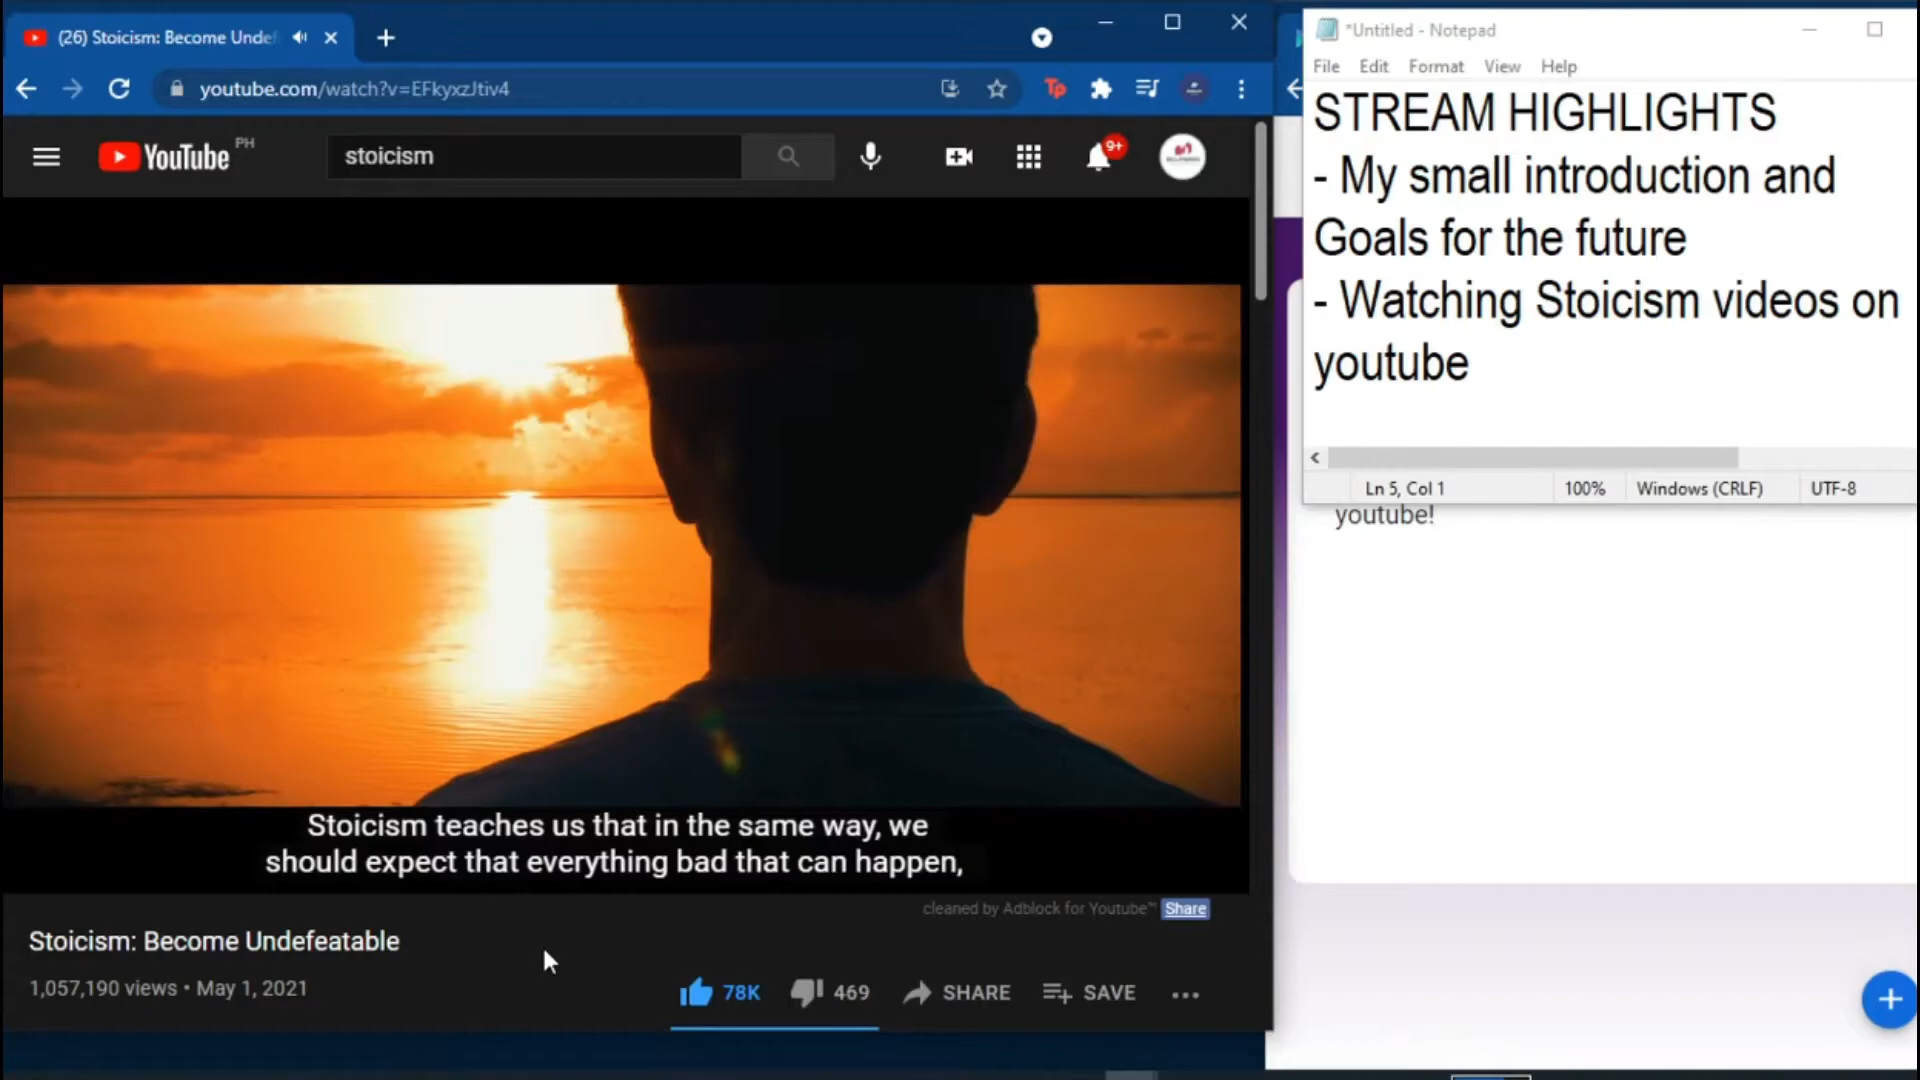 (26) Stoicism: Become Undef
youtube.com/watch?v=EFkyxzJtiv4
Tp
YouTube PH
stoicism
9+
Stoicism teaches us that in the same way, we
should expect that everything bad that can happen,
cleaned by Adblock for Youtube™ Share
Stoicism: Become Undefeatable
1,057,190 views • May 1, 2021
78K 469 SHARE SAVE
*Untitled - Notepad
File Edit Format View Help
STREAM HIGHLIGHTS
- My small introduction and
Goals for the future
- Watching Stoicism videos on
youtube
Ln 5, Col 1 100% Windows (CRLF) UTF-8
youtube!